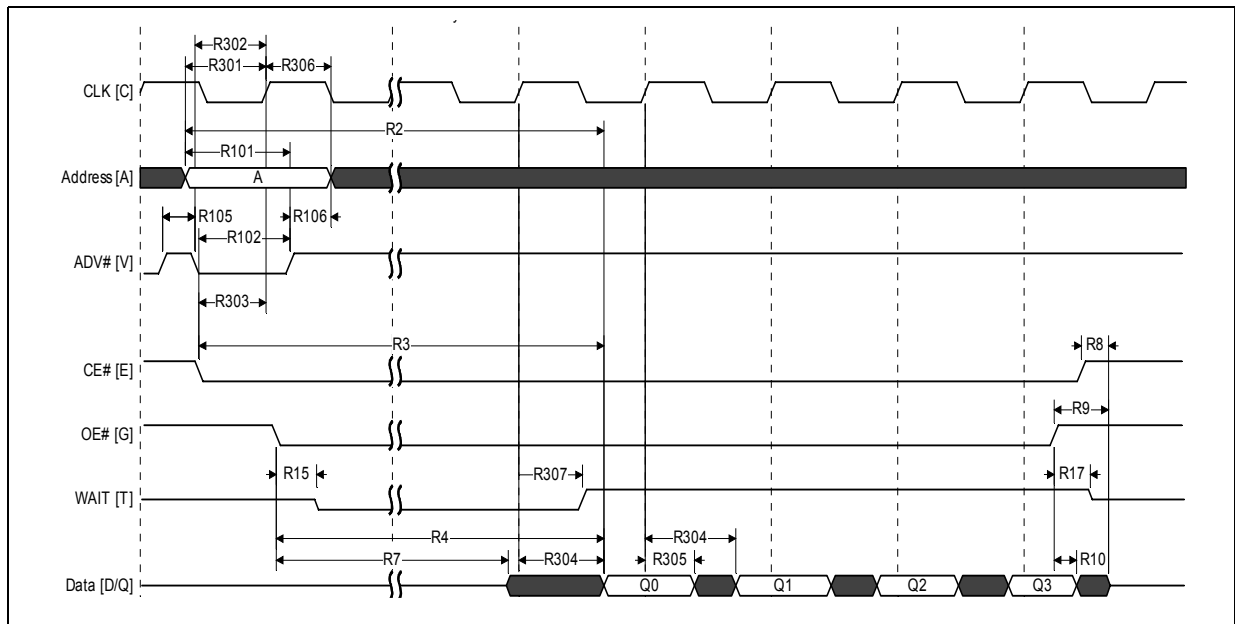 R302
R301
R306
CLK [C]
R2
R101
Address [A]
A
R105
R106
R102
ADV# [V]
R303
R3
R8
CE# [E]
R9
OE# [G]
R15
R307
R17
WAIT [T]
R4
R304
R7
R304
R305
R10
Data [D/Q]
Q0
Q1
Q2
Q3